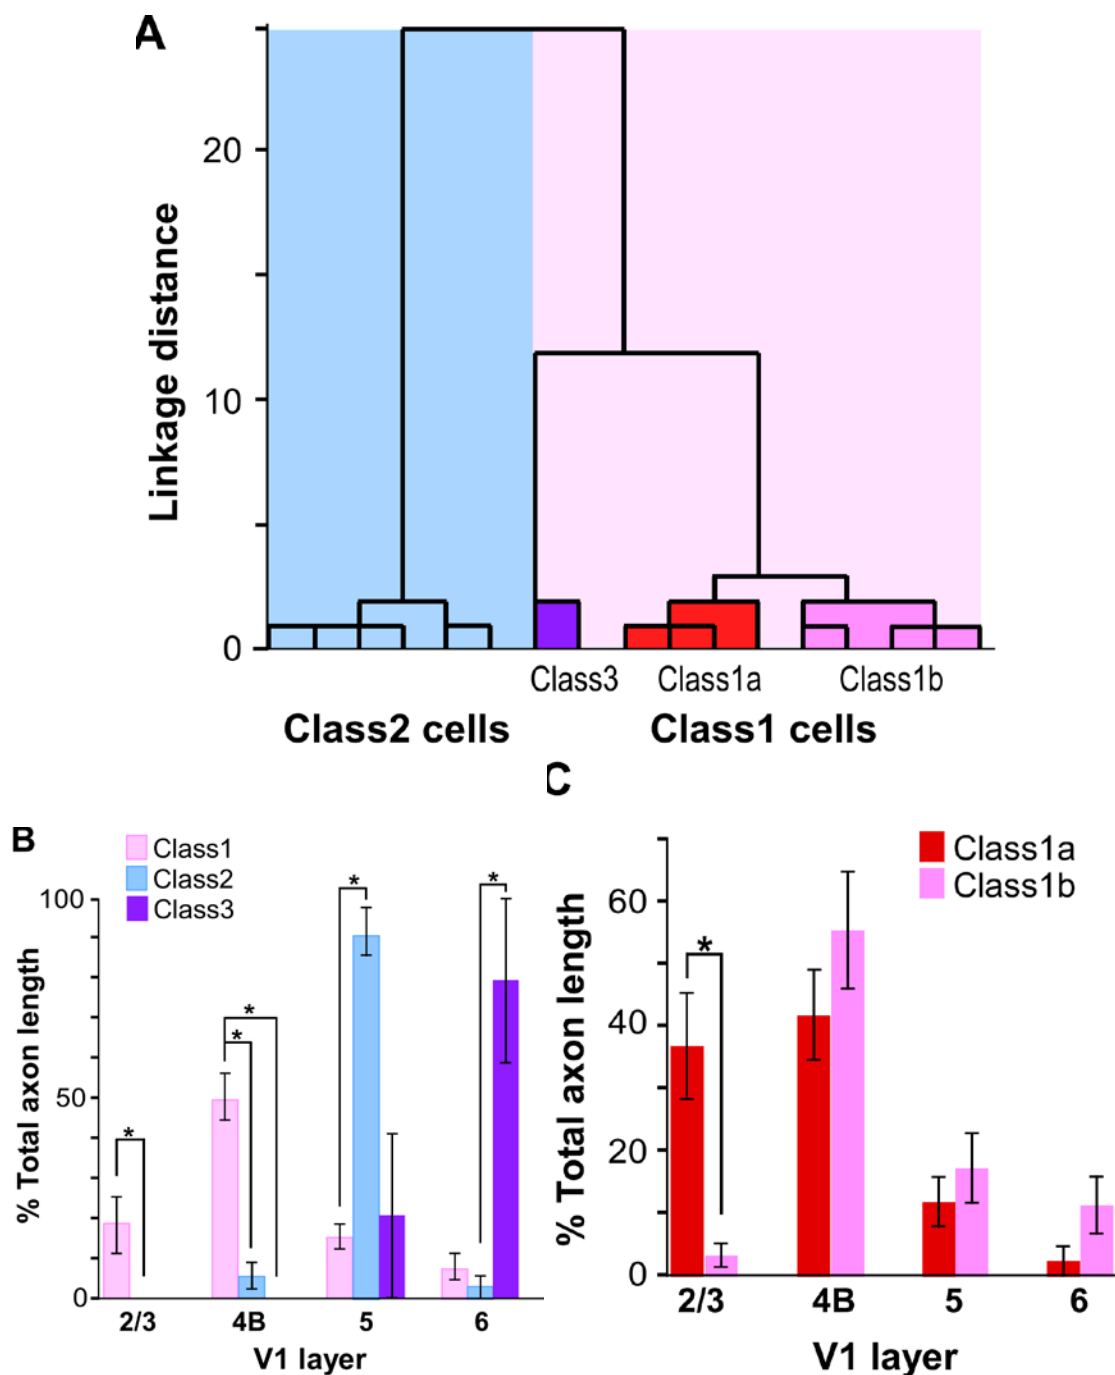 A
Linkage distance
20
10
0
Class3 Class1a Class1b
Class2 cells Class1 cells
B
Class1
Class2
Class3
% Total axon length
100
50
0
* * * * *
2/3 4B 5 6
V1 layer
C
Class1a
Class1b
% Total axon length
60
40
20
0
*
2/3 4B 5 6
V1 layer